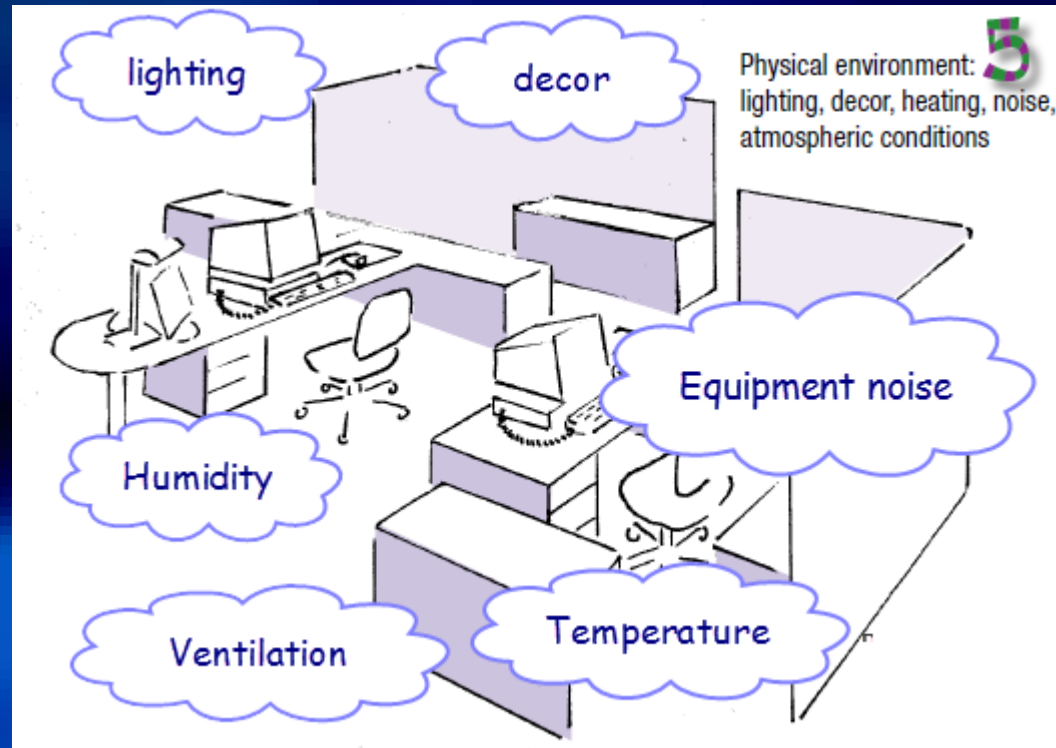 lighting
decor
5
Physical environment:
lighting, decor, heating, noise,
atmospheric conditions
Equipment noise
Humidity
Temperature
Ventilation